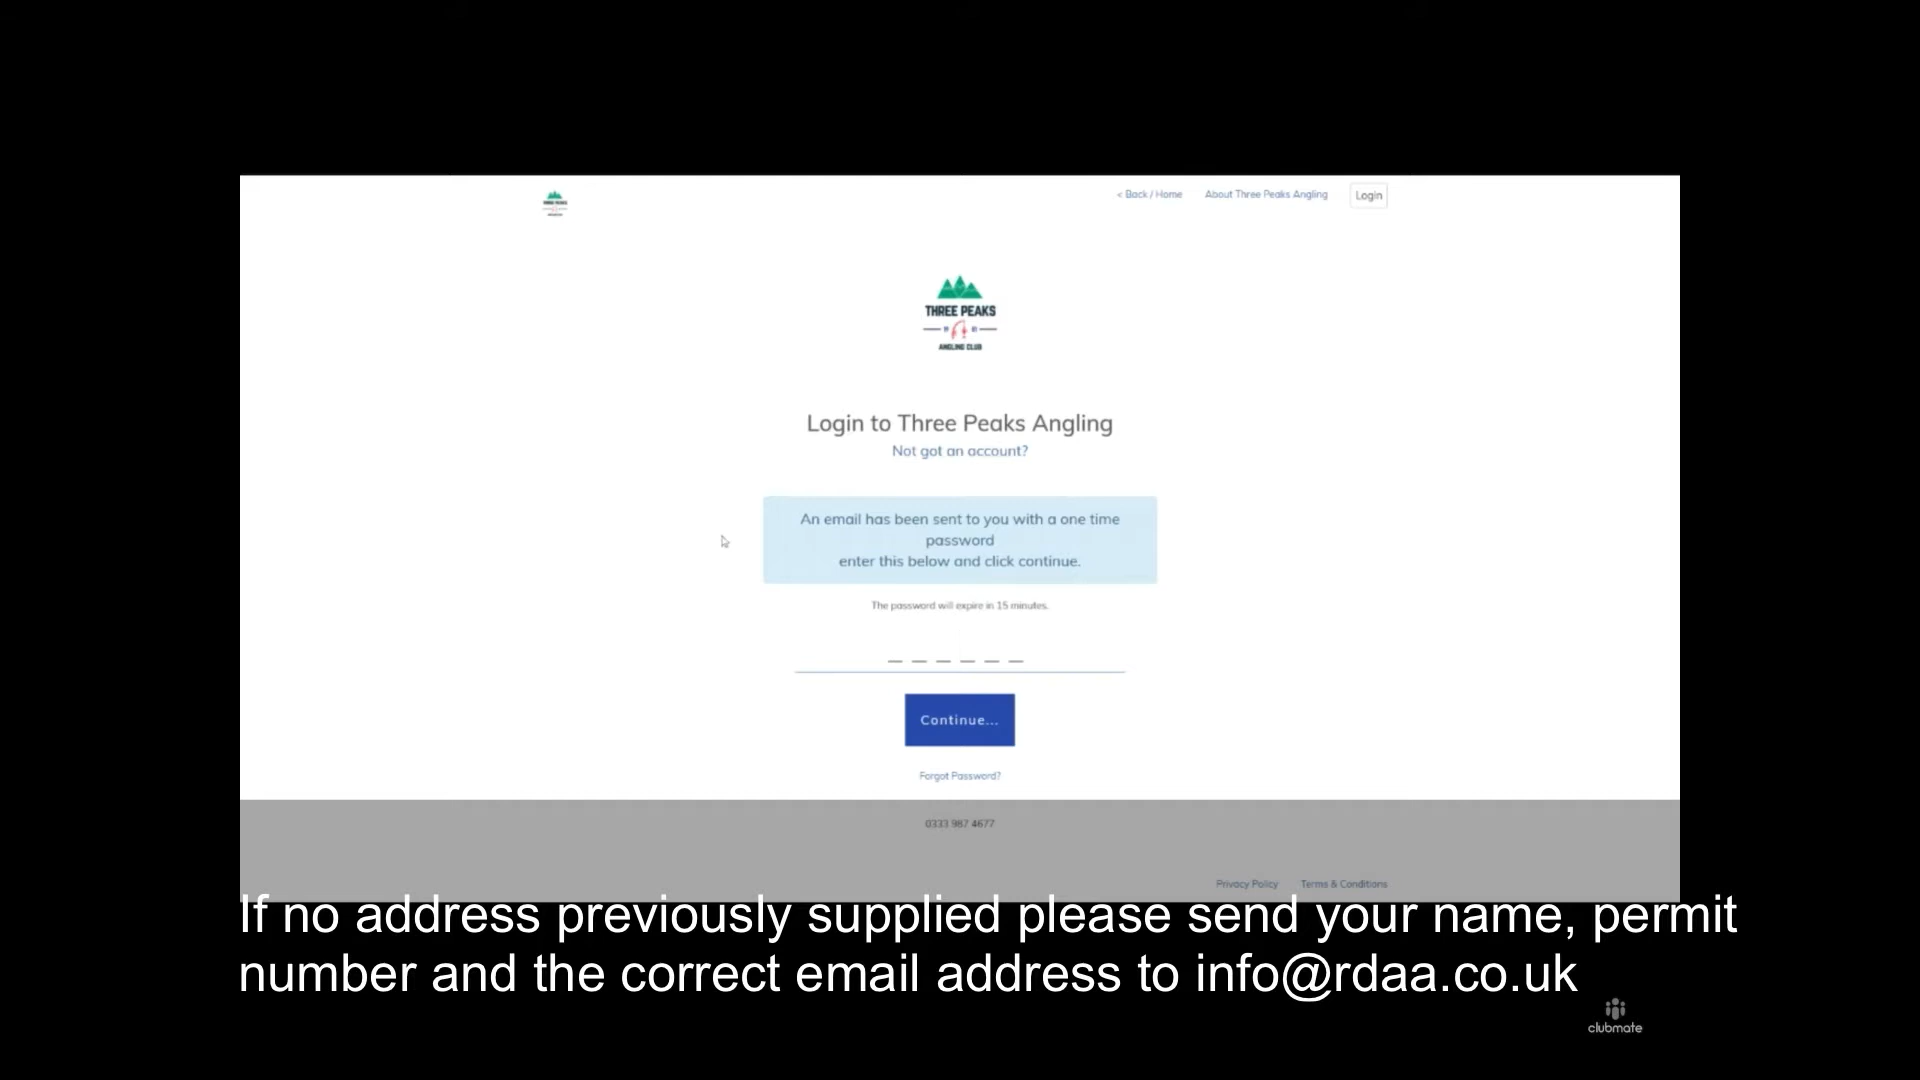 < Back / Home About Three Peaks Angling Login
THREE PEAKS
ANGLING CLUB
Login to Three Peaks Angling
Not got an account?
An email has been sent to you with a one time
password
enter this below and click continue.
The password will expire in 15 minutes.
Continue...
Forgot Password?
0333 987 4677
Privacy Policy Terms & Conditions
If no address previously supplied please send your name, permit
number and the correct email address to info@rdaa.co.uk
clubmate